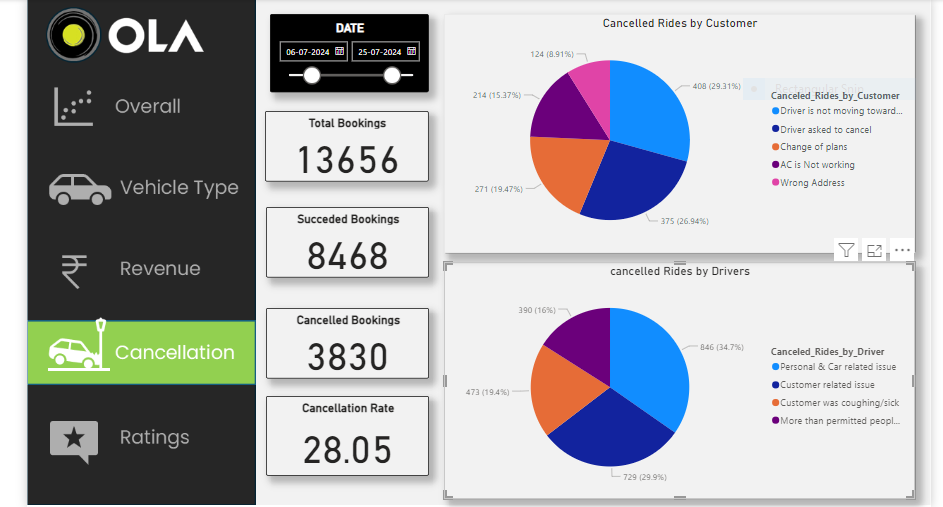 OLA
Overall
Vehicle Type
Revenue
Cancellation
Ratings
DATE
06-07-2024 25-07-2024
Total Bookings
13656
Succeded Bookings
8468
Cancelled Bookings
3830
Cancellation Rate
28.05
Cancelled Rides by Customer
124 (8.91%)
408 (29.31%)
214 (15.37%)
271 (19.47%)
375 (26.94%)
Canceled_Rides_by_Customer
Driver is not moving toward...
Driver asked to cancel
Change of plans
AC is Not working
Wrong Address
cancelled Rides by Drivers
390 (16%)
846 (34.7%)
473 (19.4%)
729 (29.9%)
Canceled_Rides_by_Driver
Personal & Car related issue
Customer related issue
Customer was coughing/sick
More than permitted peopl...